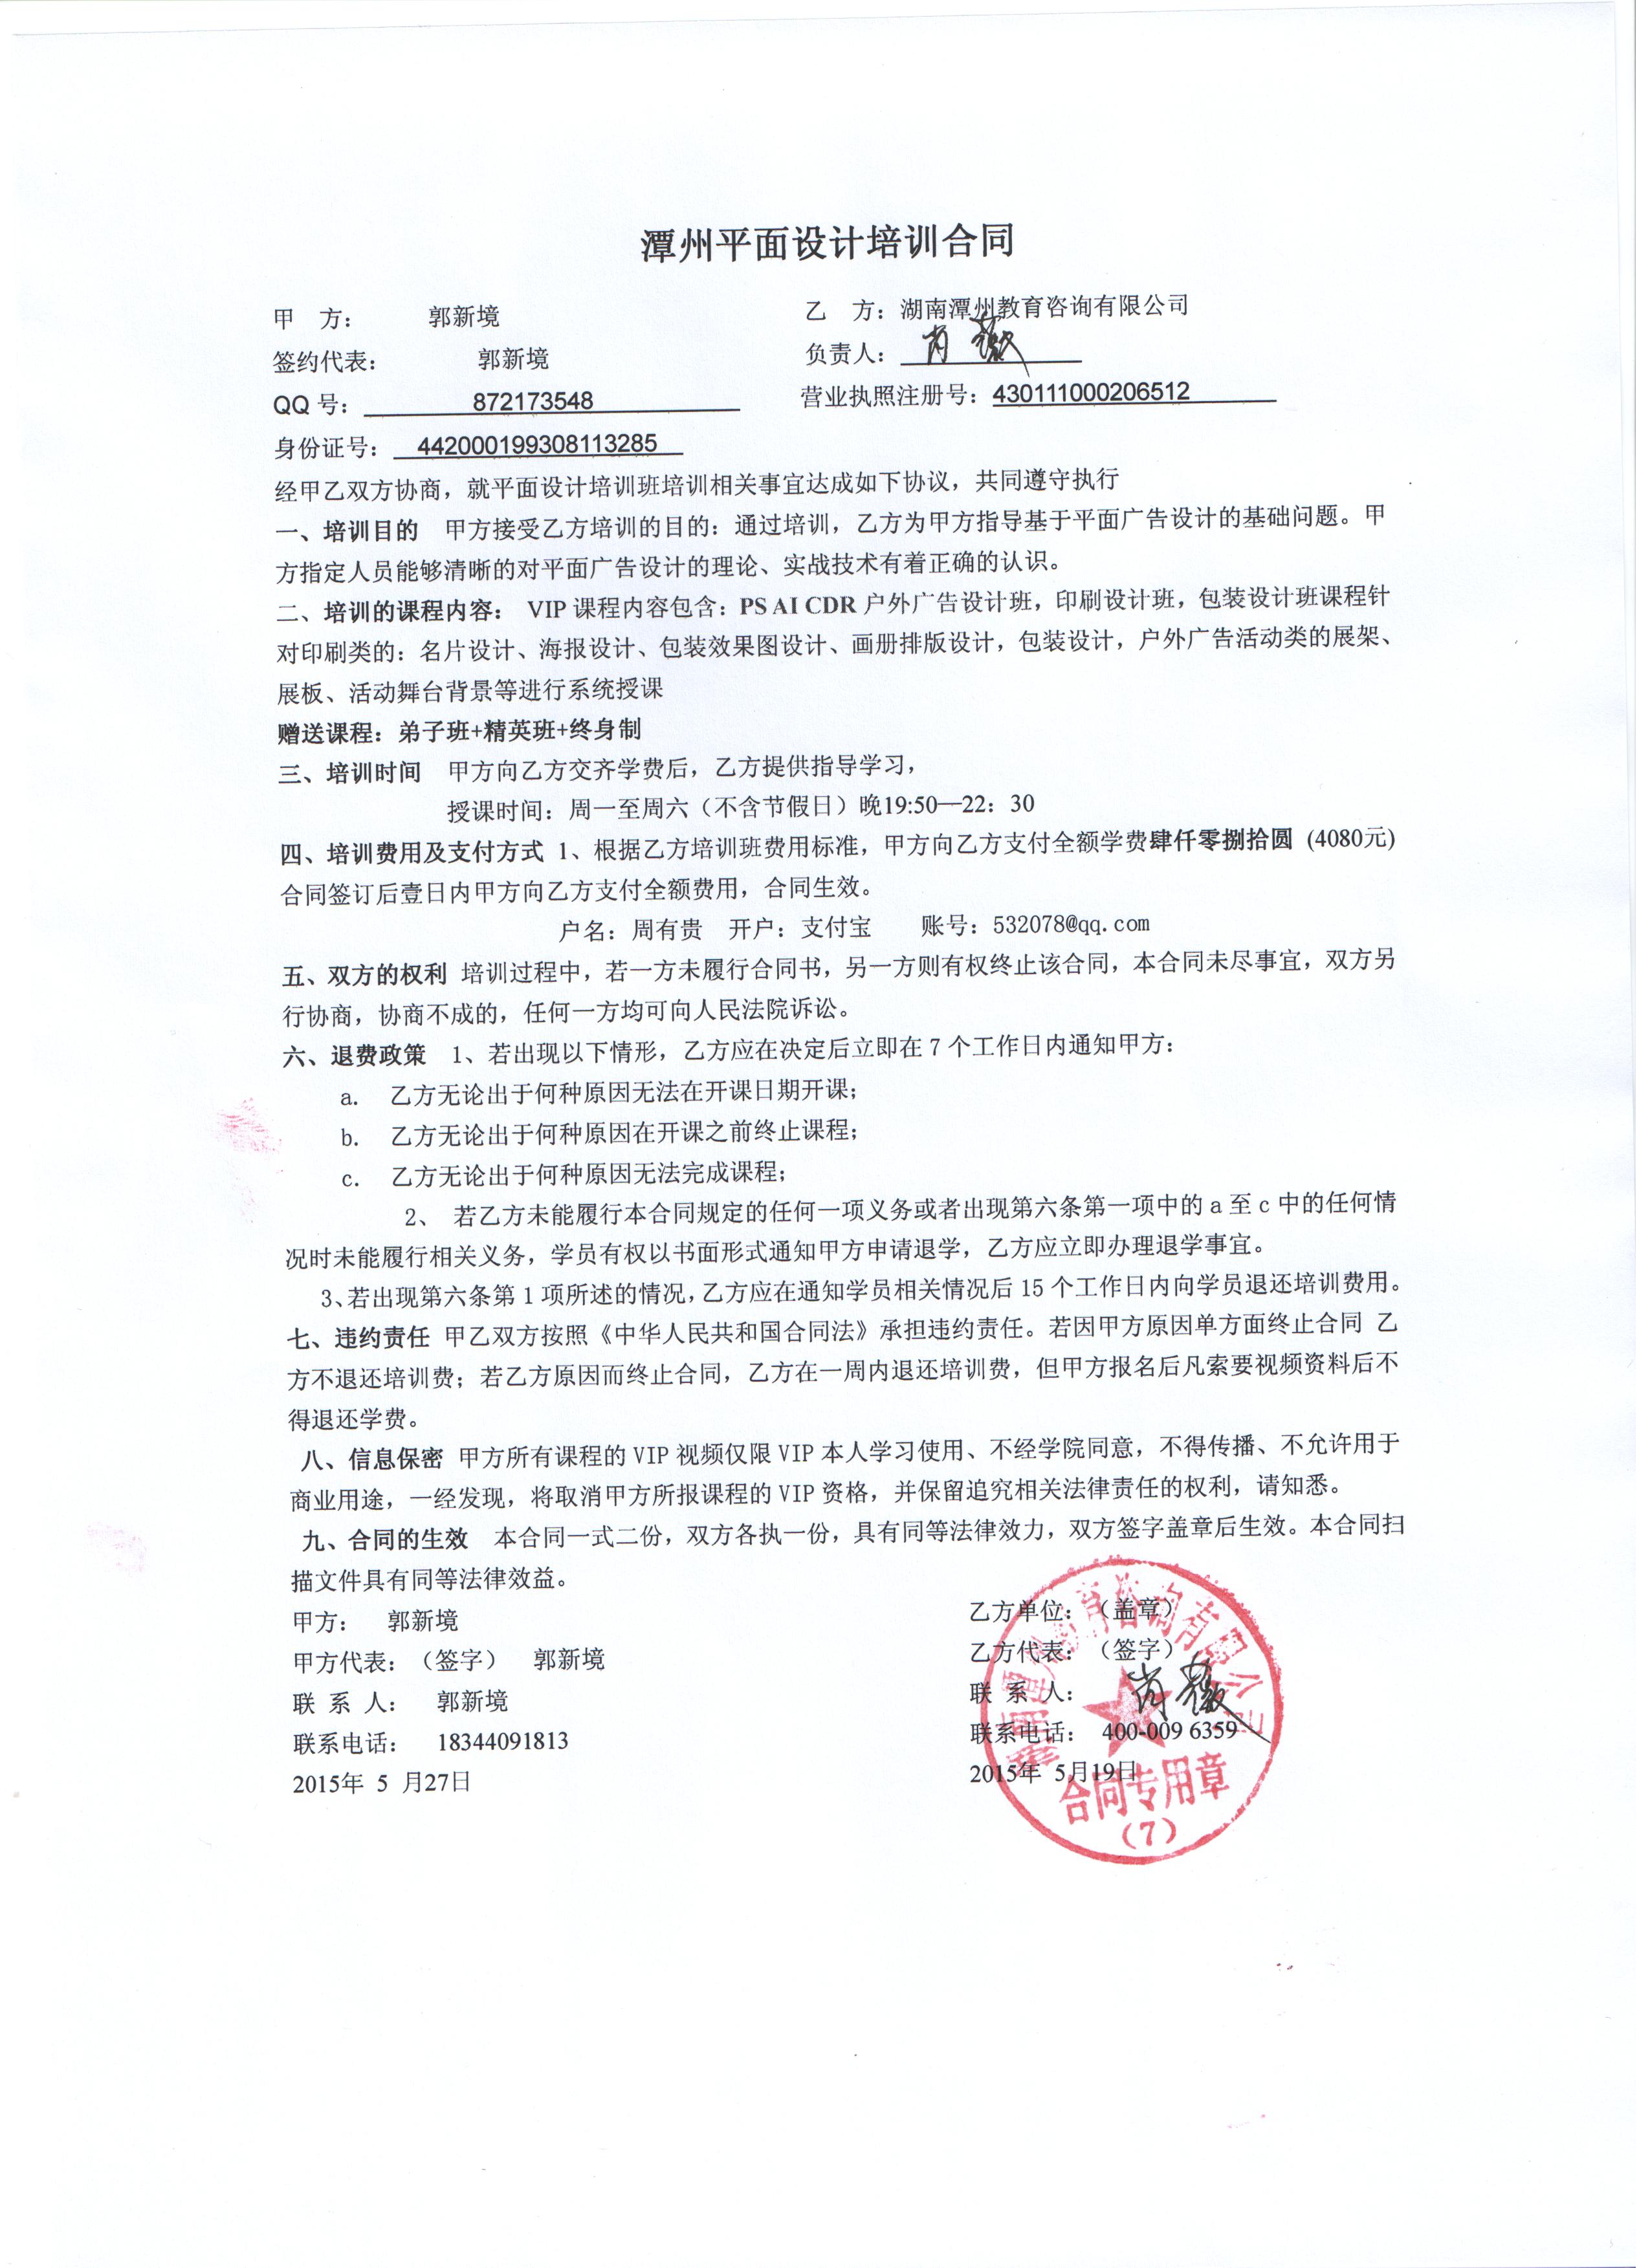 潭州平面设计培训合同
甲 方： 郭新境
乙 方：湖南潭州教育咨询有限公司
签约代表： 郭新境
负责人：肖薇
QQ 号： 872173548
营业执照注册号：430111000206512
身份证号： 442000199308113285
经甲乙双方协商，就平面设计培训班培训相关事宜达成如下协议，共同遵守执行
一、培训目的 甲方接受乙方培训的目的：通过培训，乙方为甲方指导基于平面广告设计的基础问题。甲
方指定人员能够清晰的对平面广告设计的理论、实战技术有着正确的认识。
二、培训的课程内容： VIP 课程内容包含：PS AI CDR 户外广告设计班，印刷设计班，包装设计班课程针
对印刷类的：名片设计、海报设计、包装效果图设计、画册排版设计，包装设计，户外广告活动类的展架、
展板、活动舞台背景等进行系统授课
赠送课程：弟子班+精英班+终身制
三、培训时间 甲方向乙方交齐学费后，乙方提供指导学习，
授课时间：周一至周六（不含节假日）晚19:50—22：30
四、培训费用及支付方式 1、根据乙方培训班费用标准，甲方向乙方支付全额学费肆仟零捌拾圆 (4080元)
合同签订后壹日内甲方向乙方支付全额费用，合同生效。
户名：周有贵 开户：支付宝 账号：532078@qq.com
五、双方的权利 培训过程中，若一方未履行合同书，另一方则有权终止该合同，本合同未尽事宜，双方另
行协商，协商不成的，任何一方均可向人民法院诉讼。
六、退费政策 1、若出现以下情形，乙方应在决定后立即在 7 个工作日内通知甲方：
a. 乙方无论出于何种原因无法在开课日期开课；
b. 乙方无论出于何种原因在开课之前终止课程；
c. 乙方无论出于何种原因无法完成课程；
2、 若乙方未能履行本合同规定的任何一项义务或者出现第六条第一项中的 a 至 c 中的任何情
况时未能履行相关义务，学员有权以书面形式通知甲方申请退学，乙方应立即办理退学事宜。
3、若出现第六条第 1 项所述的情况，乙方应在通知学员相关情况后 15 个工作日内向学员退还培训费用。
七、违约责任 甲乙双方按照《中华人民共和国合同法》承担违约责任。若因甲方原因单方面终止合同 乙
方不退还培训费；若乙方原因而终止合同，乙方在一周内退还培训费，但甲方报名后凡索要视频资料后不
得退还学费。
八、信息保密 甲方所有课程的 VIP 视频仅限 VIP 本人学习使用、不经学院同意，不得传播、不允许用于
商业用途，一经发现，将取消甲方所报课程的 VIP 资格，并保留追究相关法律责任的权利，请知悉。
九、合同的生效 本合同一式二份，双方各执一份，具有同等法律效力，双方签字盖章后生效。本合同扫
描文件具有同等法律效益。
甲方： 郭新境
乙方单位：（盖章）
甲方代表：（签字） 郭新境
乙方代表：（签字）
联 系 人： 郭新境
联 系 人： 肖薇
联系电话： 18344091813
联系电话： 400-009 6359
2015年 5 月27日
2015年 5月19日
湖南潭州教育咨询有限公司
合同专用章
（7）